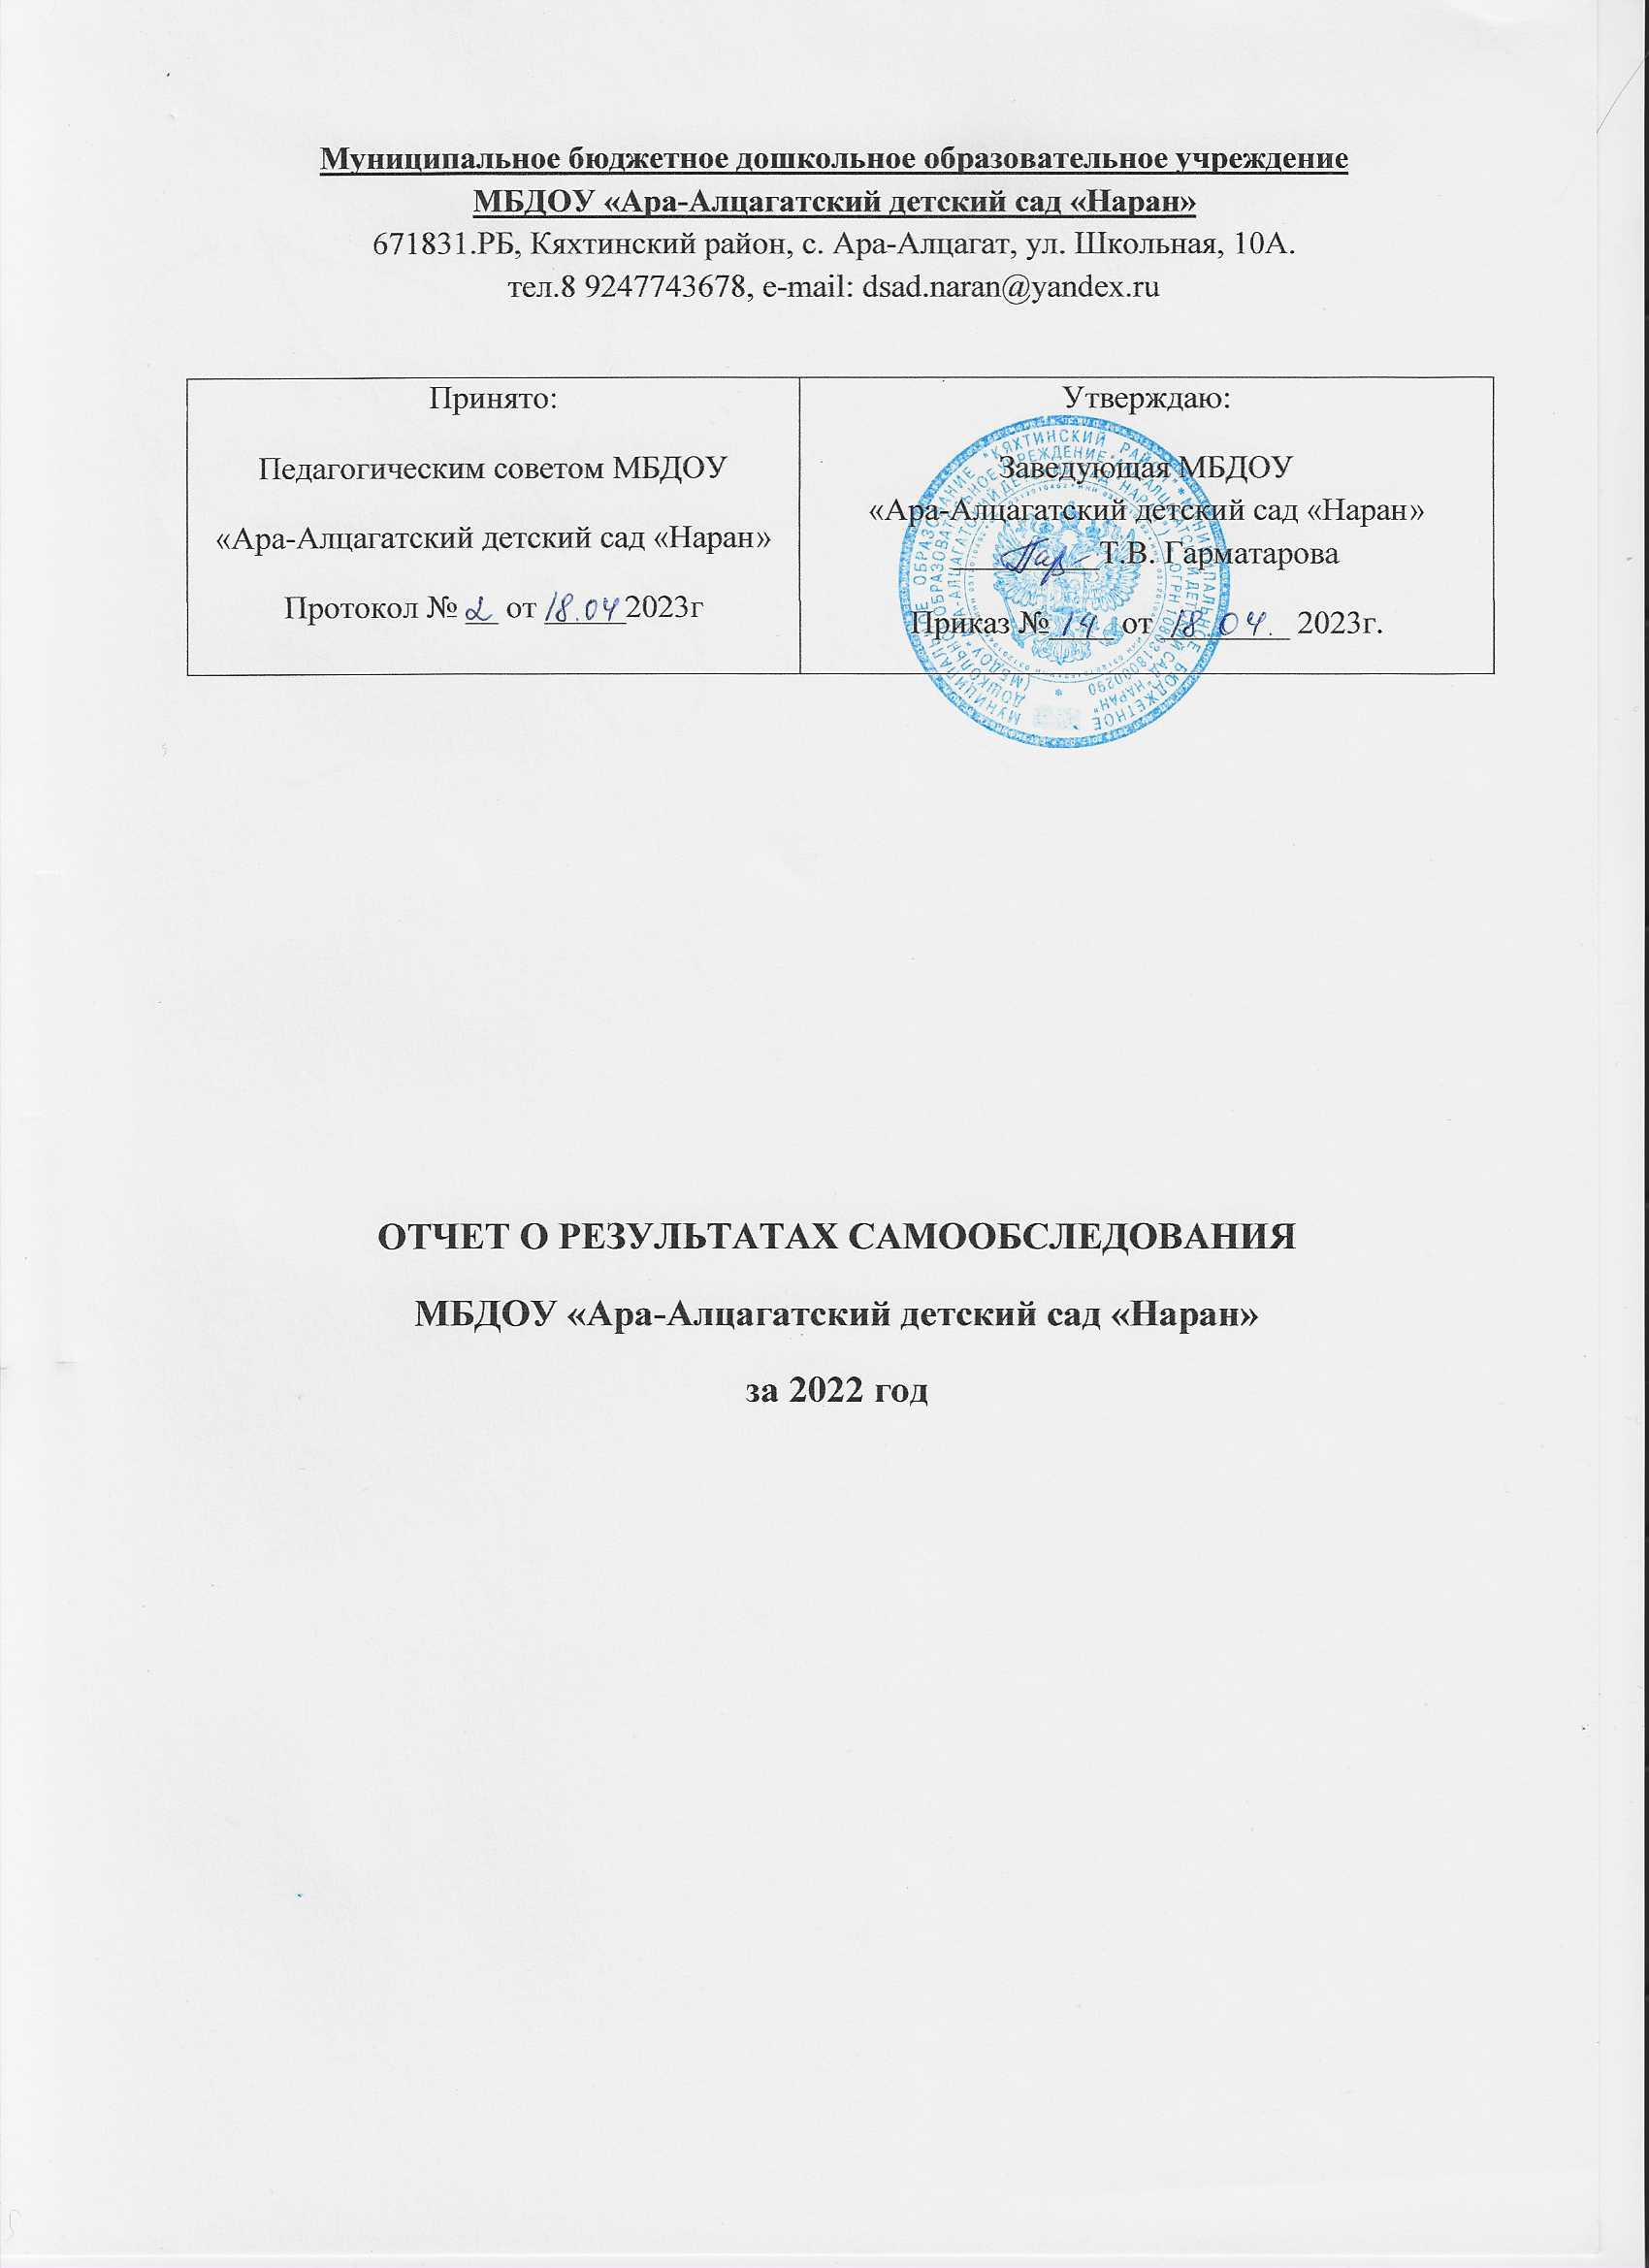 Муниципальное бюджетное дошкольное образовательное учреждение
МБДОУ «Ара-Алцагатский детский сад «Наран»
671831.РБ, Кяхтинский район, с. Ара-Алцагат, ул. Школьная, 10А.
тел.8 9247743678, e-mail: dsad.naran@yandex.ru
Принято:
Педагогическим советом МБДОУ
«Ара-Алцагатский детский сад «Наран»
Протокол № 2 от 18.04 2023г
Утверждаю:
Заведующая МБДОУ
«Ара-Алцагатский детский сад «Наран»
Т.В. Гарматарова
Приказ № 14 от 18 04. 2023г.
ОТЧЕТ О РЕЗУЛЬТАТАХ САМООБСЛЕДОВАНИЯ
МБДОУ «Ара-Алцагатский детский сад «Наран»
за 2022 год